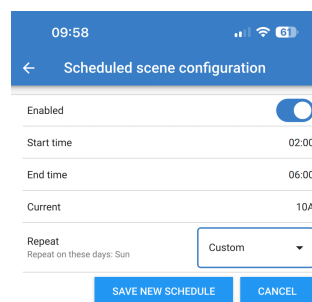 09:58
61
Scheduled scene configuration
Enabled
Start time 02:00
End time 06:00
Current 10A
Repeat
Repeat on these days: Sun
Custom
SAVE NEW SCHEDULE CANCEL